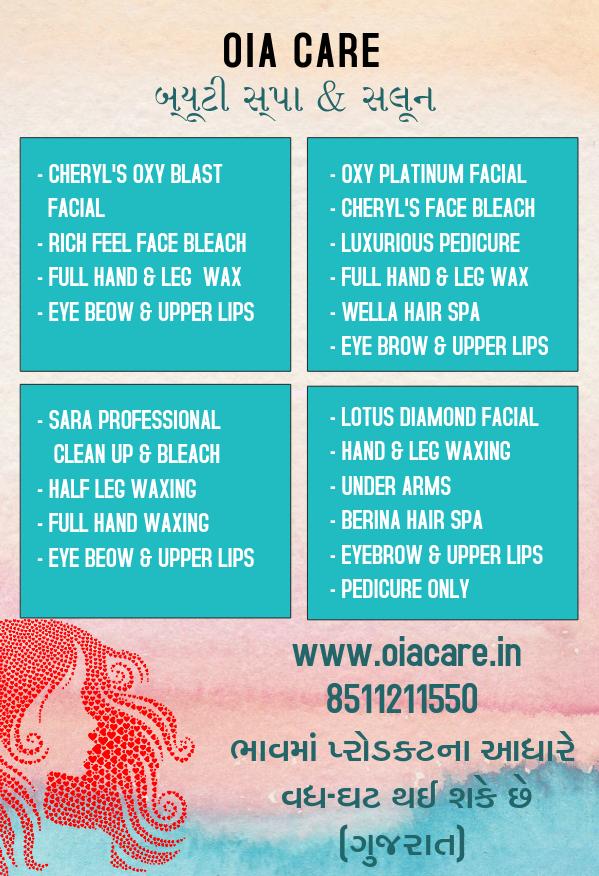 OIA CARE
બ્યૂટી સ્પા & સલૂન
- CHERYL'S OXY BLAST
FACIAL
- RICH FEEL FACE BLEACH
- FULL HAND & LEG WAX
- EYE BEOW & UPPER LIPS
- OXY PLATINUM FACIAL
- CHERYL'S FACE BLEACH
- LUXURIOUS PEDICURE
- FULL HAND & LEG WAX
- WELLA HAIR SPA
- EYE BROW & UPPER LIPS
- SARA PROFESSIONAL
CLEAN UP & BLEACH
- HALF LEG WAXING
- FULL HAND WAXING
- EYE BEOW & UPPER LIPS
- LOTUS DIAMOND FACIAL
- HAND & LEG WAXING
- UNDER ARMS
- BERINA HAIR SPA
- EYEBROW & UPPER LIPS
- PEDICURE ONLY
www.oiacare.in
8511211550
ભાવમાં પ્રોડક્ટના આધારે
વધ-ઘટ થઈ શકે છે
(ગુજરાત)